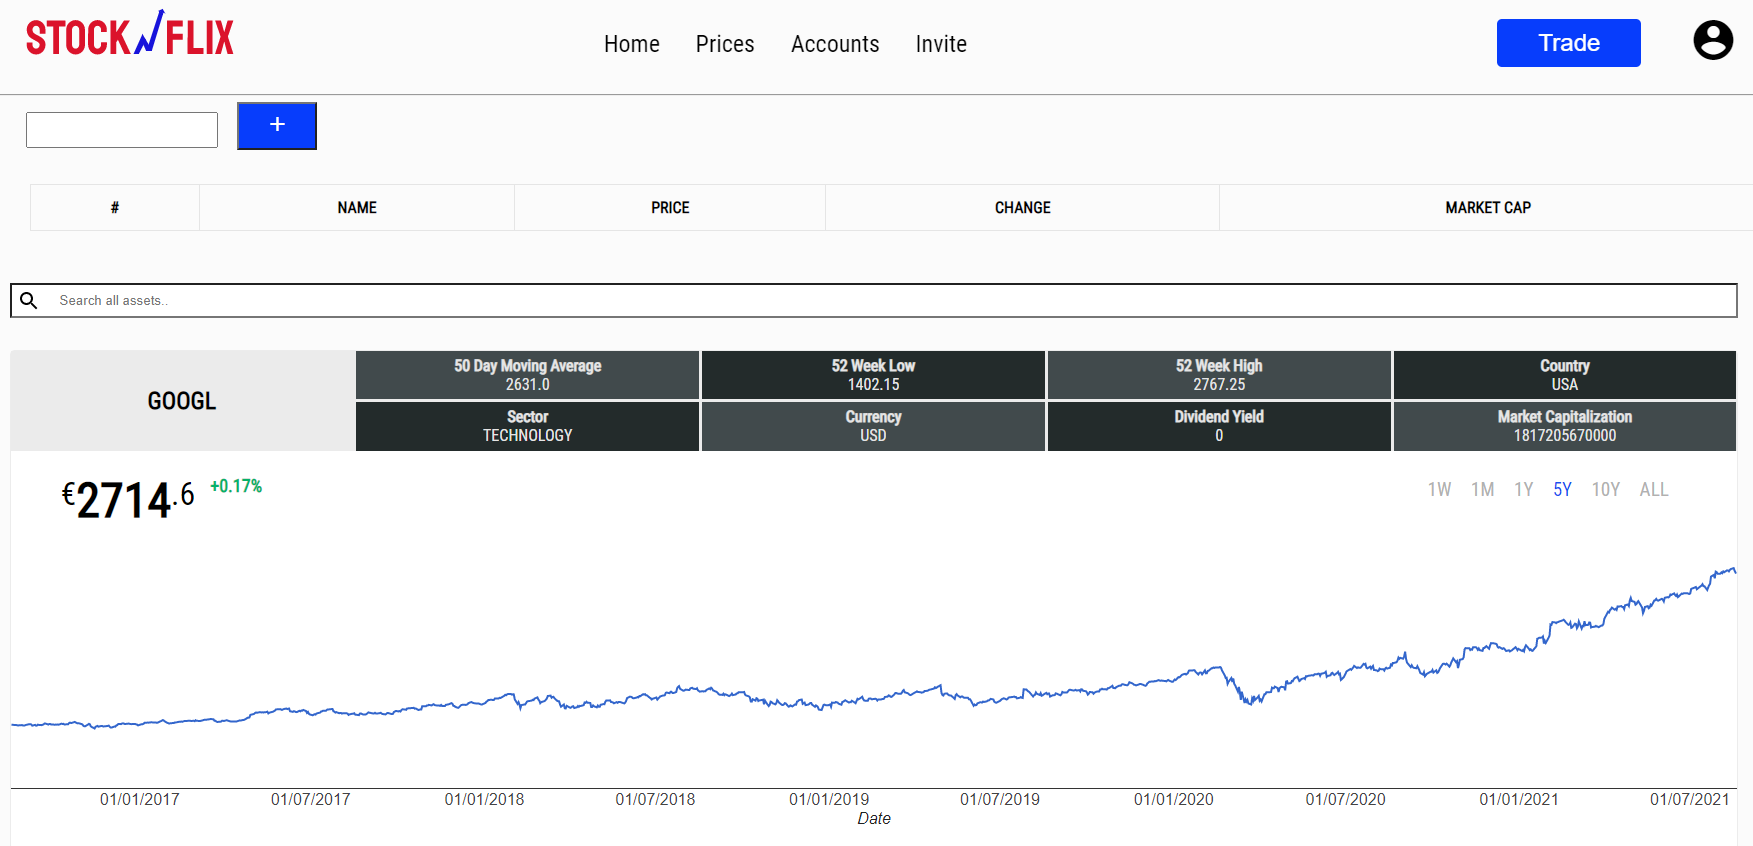 STOCK FLIX
Home Prices Accounts Invite
Trade
+
# NAME PRICE CHANGE MARKET CAP
Search all assets..
GOOGL
50 Day Moving Average
2631.0
52 Week Low
1402.15
52 Week High
2767.25
Country
USA
Sector
TECHNOLOGY
Currency
USD
Dividend Yield
0
Market Capitalization
1817205670000
€2714.6 +0.17%
1W 1M 1Y 5Y 10Y ALL
01/01/2017 01/07/2017 01/01/2018 01/07/2018 01/01/2019 01/07/2019 01/01/2020 01/07/2020 01/01/2021 01/07/2021
Date